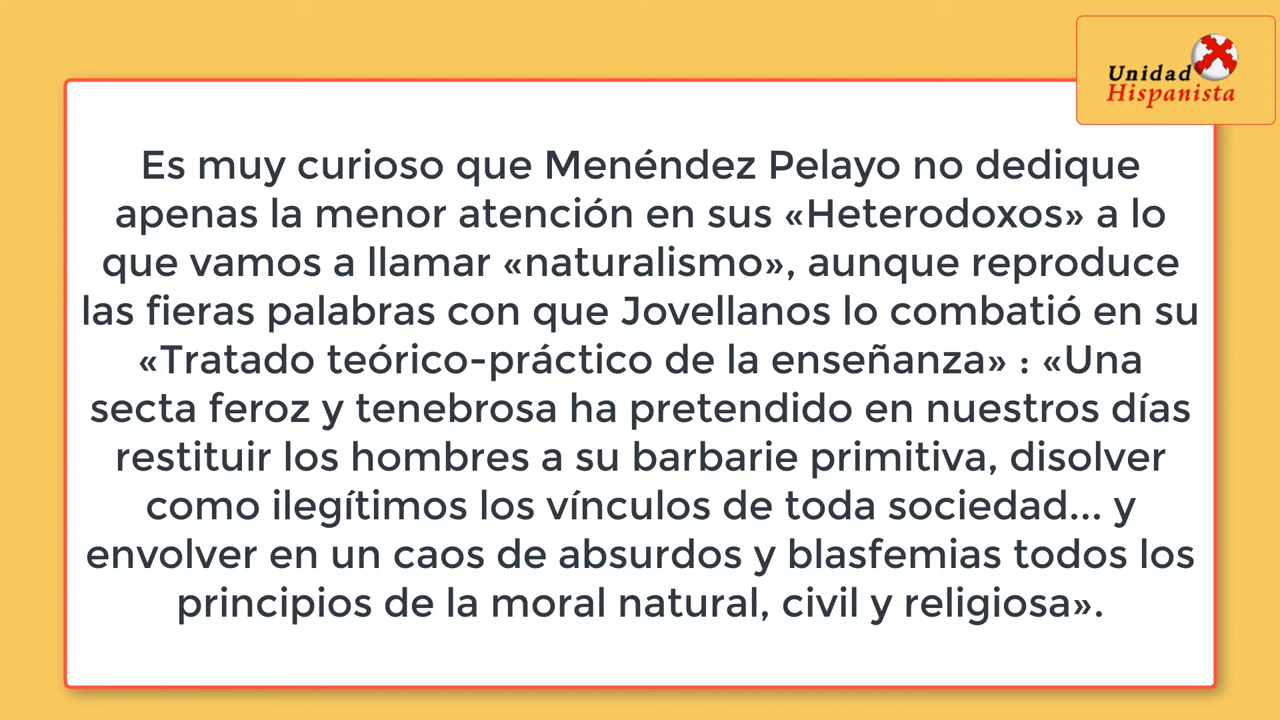 Unidad
Hispanista
Es muy curioso que Menéndez Pelayo no dedique
apenas la menor atención en sus «Heterodoxos» a lo
que vamos a llamar «naturalismo», aunque reproduce
las fieras palabras con que Jovellanos lo combatió en su
«Tratado teórico-práctico de la enseñanza» : «Una
secta feroz y tenebrosa ha pretendido en nuestros días
restituir los hombres a su barbarie primitiva, disolver
como ilegítimos los vínculos de toda sociedad... y
envolver en un caos de absurdos y blasfemias todos los
principios de la moral natural, civil y religiosa».